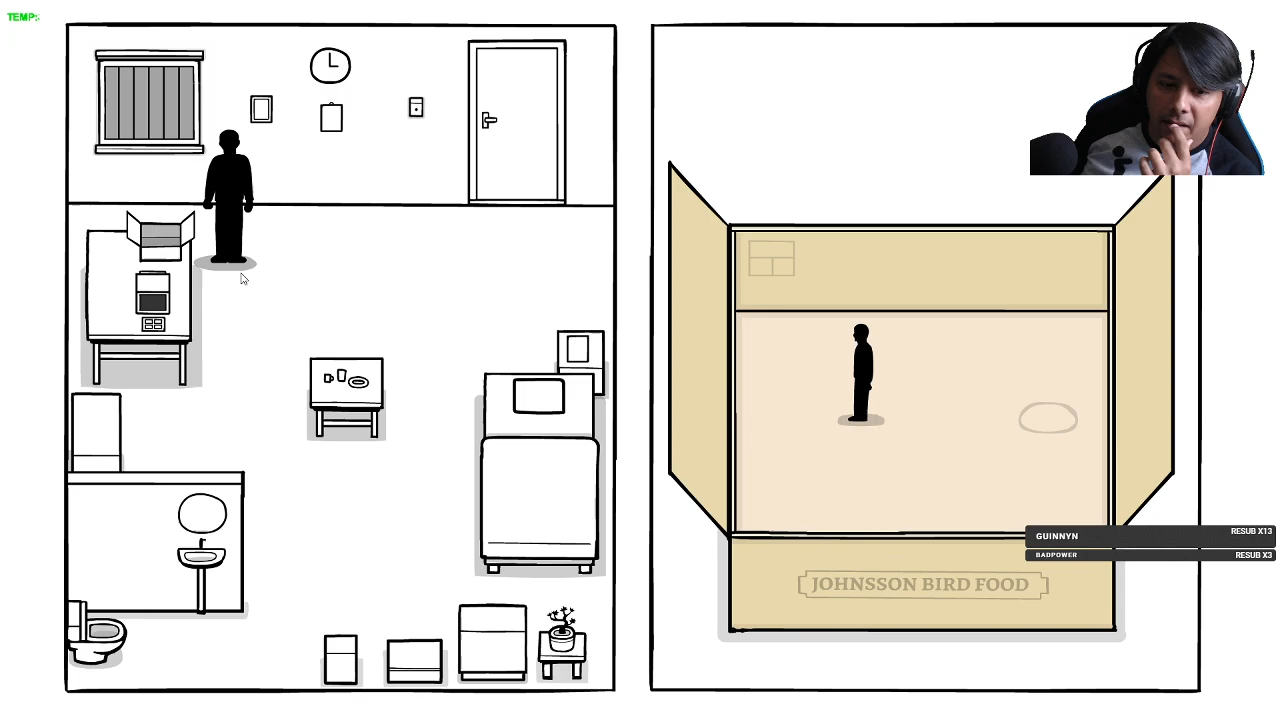 TEMP:
JOHNSSON BIRD FOOD
GUINNYN RESUB X13
BADPOWER RESUB X3